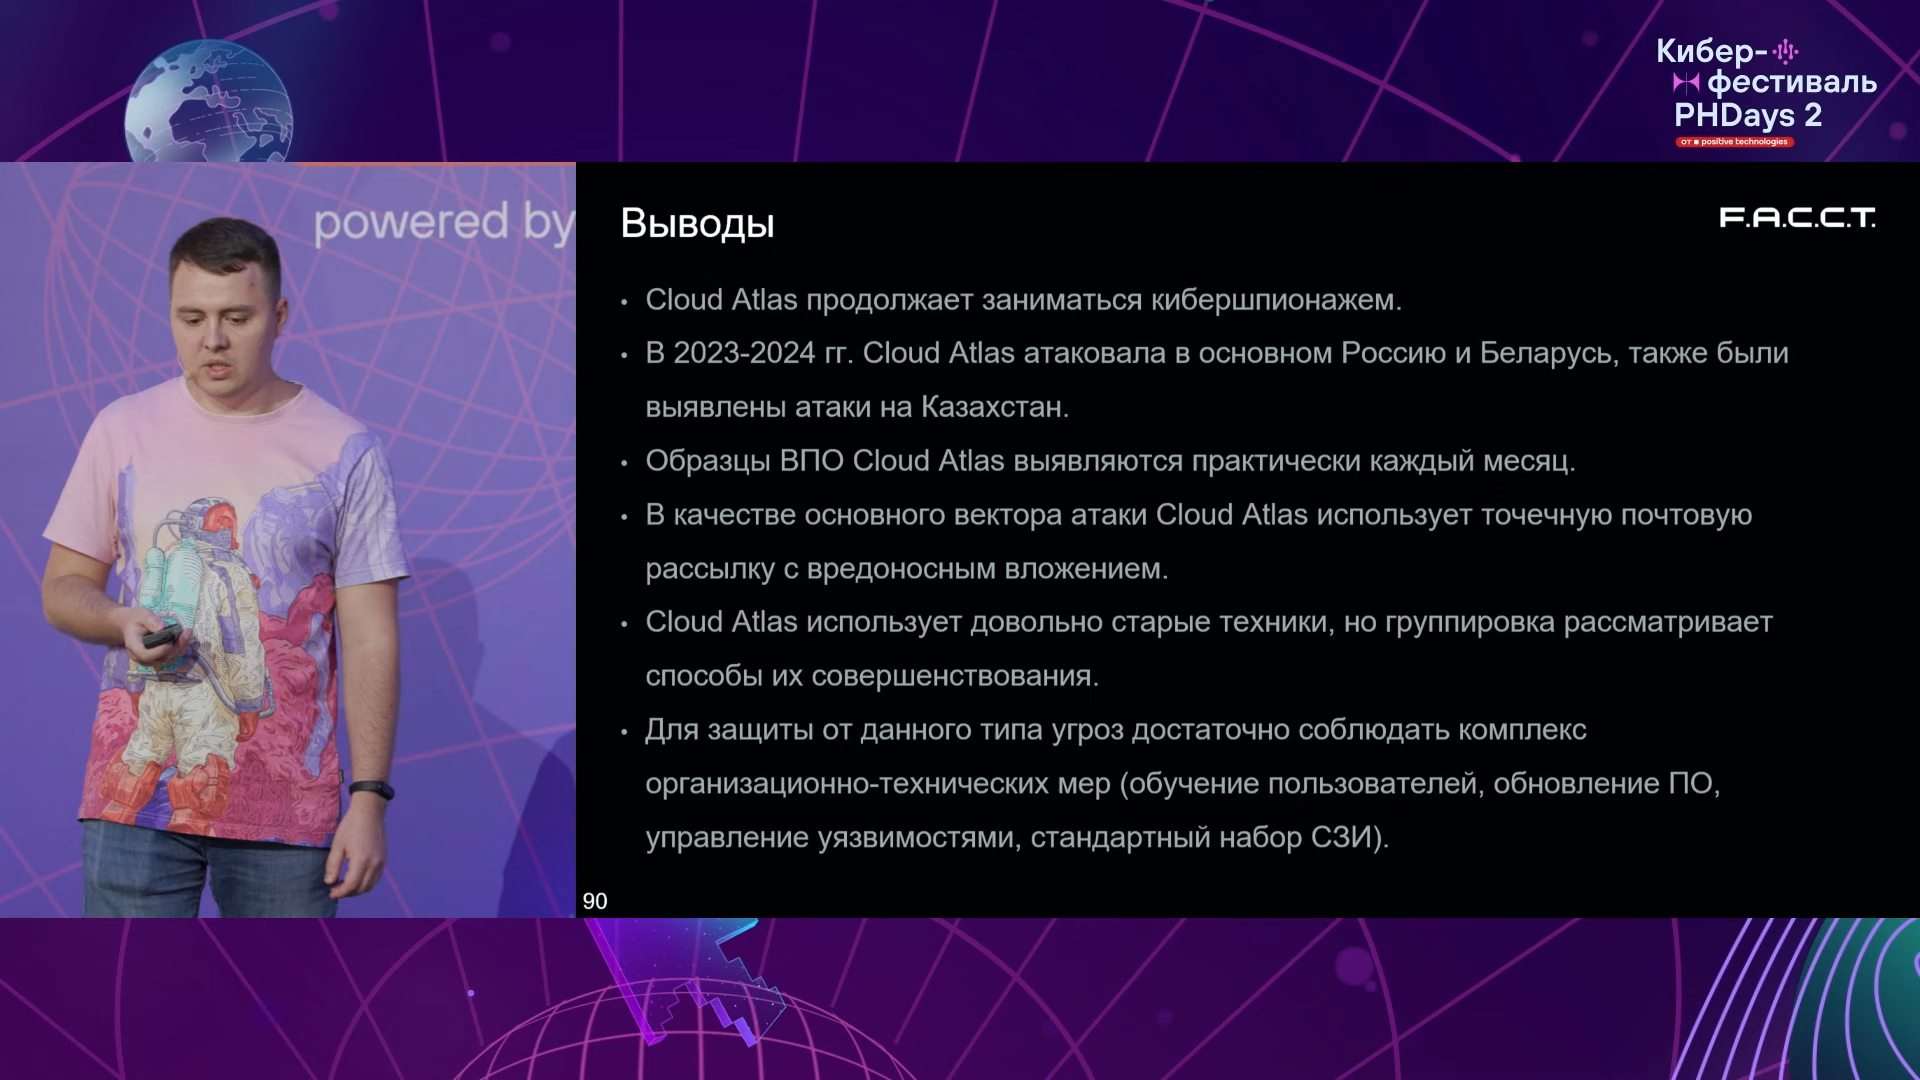 Кибер-
фестиваль
PHDays 2
от positive technologies
powered by
Выводы
F.A.C.C.T.
• Cloud Atlas продолжает заниматься кибершпионажем.
• В 2023-2024 гг. Cloud Atlas атаковала в основном Россию и Беларусь, также были
выявлены атаки на Казахстан.
• Образцы ВПО Cloud Atlas выявляются практически каждый месяц.
• В качестве основного вектора атаки Cloud Atlas использует точечную почтовую
рассылку с вредоносным вложением.
• Cloud Atlas использует довольно старые техники, но группировка рассматривает
способы их совершенствования.
• Для защиты от данного типа угроз достаточно соблюдать комплекс
организационно-технических мер (обучение пользователей, обновление ПО,
управление уязвимостями, стандартный набор СЗИ).
90